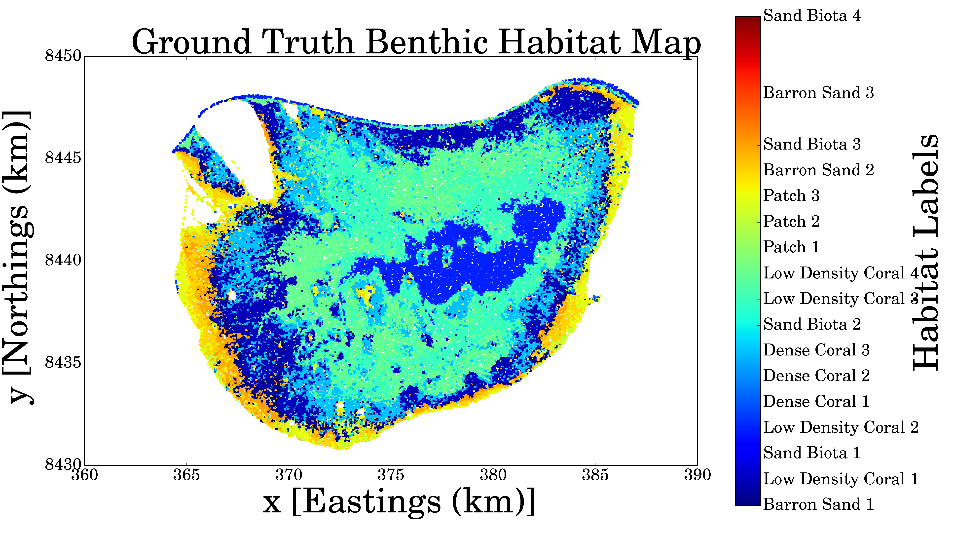 Ground Truth Benthic Habitat Map
8450
8445
8440
8435
8430
360
365
370
375
380
385
390
x [Eastings (km)]
y [Northings (km)]
Sand Biota 4
Barron Sand 3
Sand Biota 3
Barron Sand 2
Patch 3
Patch 2
Patch 1
Low Density Coral 4
Low Density Coral 3
Sand Biota 2
Dense Coral 3
Dense Coral 2
Dense Coral 1
Low Density Coral 2
Sand Biota 1
Low Density Coral 1
Barron Sand 1
Habitat Labels